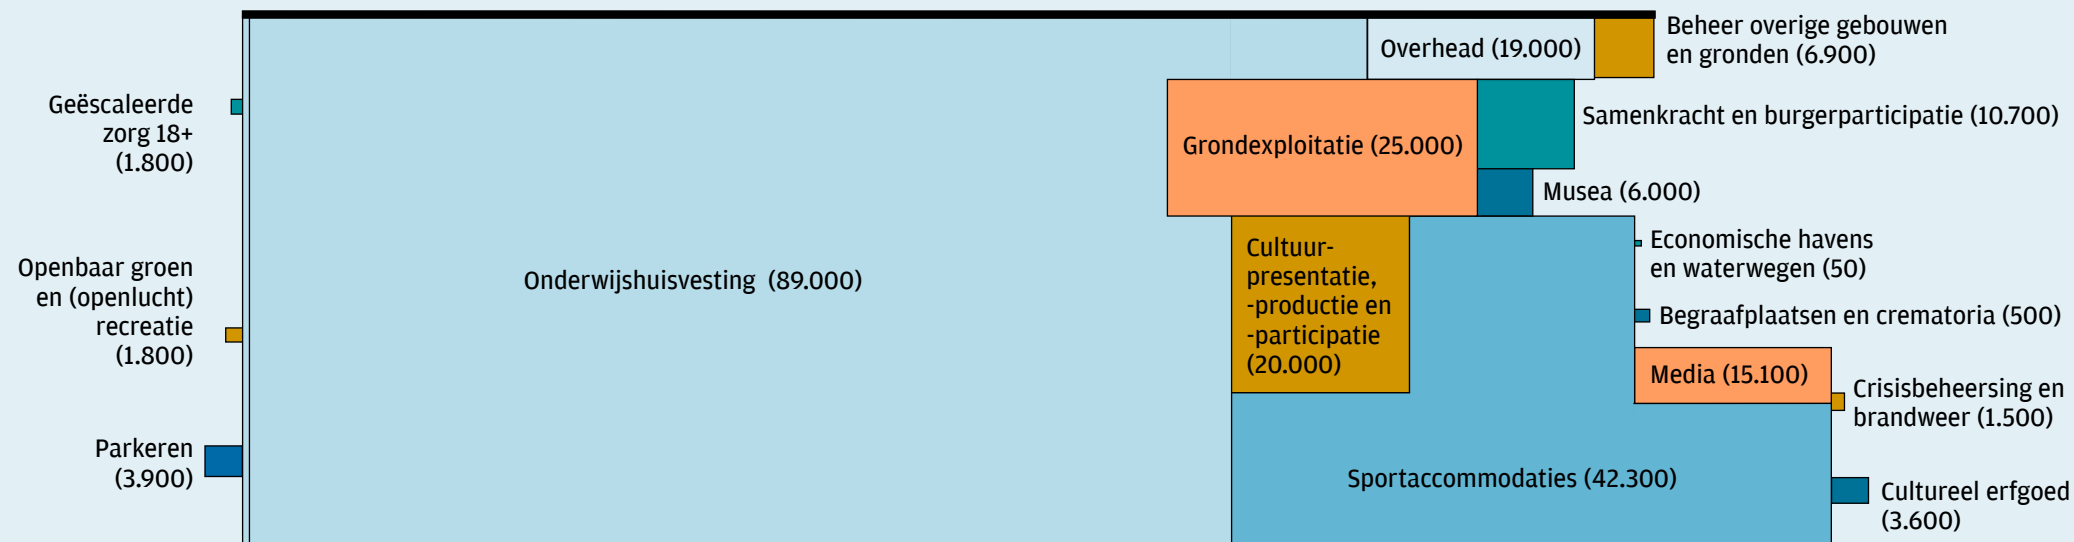 Beheer overige gebouwen
en gronden (6.900)
Overhead (19.000)
Geëscaleerde
zorg 18+
(1.800)
Samenkracht en burgerparticipatie (10.700)
Grondexploitatie (25.000)
Musea (6.000)
Cultuur-
presentatie,
-productie en
-participatie
(20.000)
Economische havens
en waterwegen (50)
Openbaar groen
en (openlucht)
recreatie
(1.800)
Onderwijshuisvesting (89.000)
Begraafplaatsen en crematoria (500)
Media (15.100)
Crisisbeheersing en
brandweer (1.500)
Parkeren
(3.900)
Sportaccommodaties (42.300)
Cultureel erfgoed
(3.600)